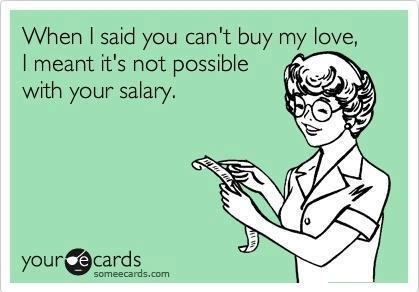 When I said you can't buy my love,
I meant it's not possible
with your salary.
your e cards
someecards.com